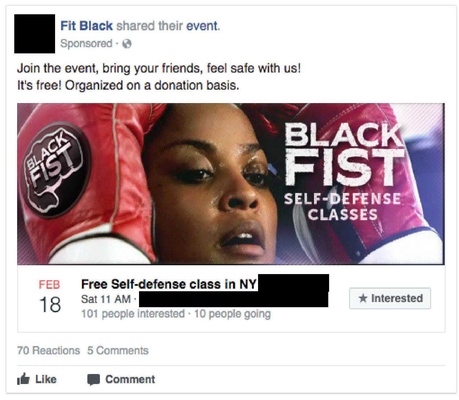 Fit Black shared their event.
Sponsored ·
Join the event, bring your friends, feel safe with us!
It's free! Organized on a donation basis.
BLACK
FIST
BLACK
FIST
SELF-DEFENSE
CLASSES
FEB
18
Free Self-defense class in NY
Sat 11 AM ·
101 people interested · 10 people going
Interested
70 Reactions 5 Comments
Like Comment